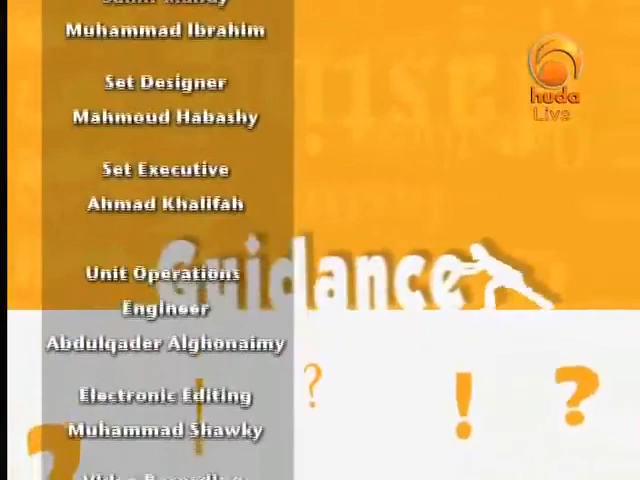 Muhammad Ibrahim
Set Designer
Mahmoud Habashy
Set Executive
Ahmad Khalifah
Unit Operations
Engineer
Abdulqader Alghonaimy
Electronic Editing
Muhammad Shawky
Guidance
huda
Live
? ! ?
?